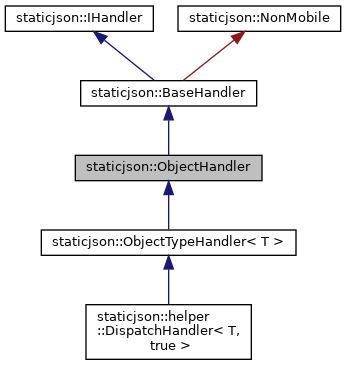 staticjson::IHandler
staticjson::NonMobile
staticjson::BaseHandler
staticjson::ObjectHandler
staticjson::ObjectTypeHandler< T >
staticjson::helper
::DispatchHandler< T,
true >